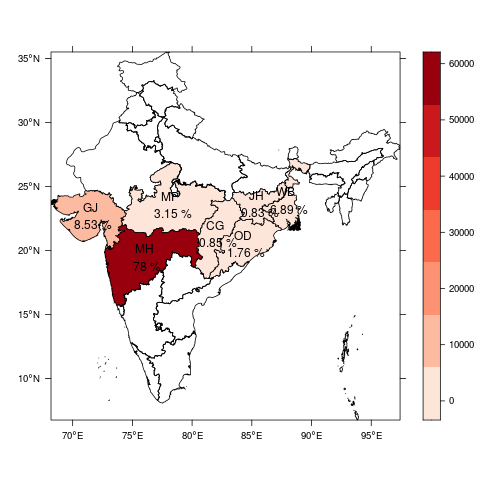 35°N
30°N
25°N
20°N
15°N
10°N
70°E
75°E
80°E
85°E
90°E
95°E
60000
50000
40000
30000
20000
10000
0
MP
3.15 %
GJ
8.53 %
JH
0.83 %
WB
6.89 %
CG
0.85 %
OD
1.76 %
MH
78 %